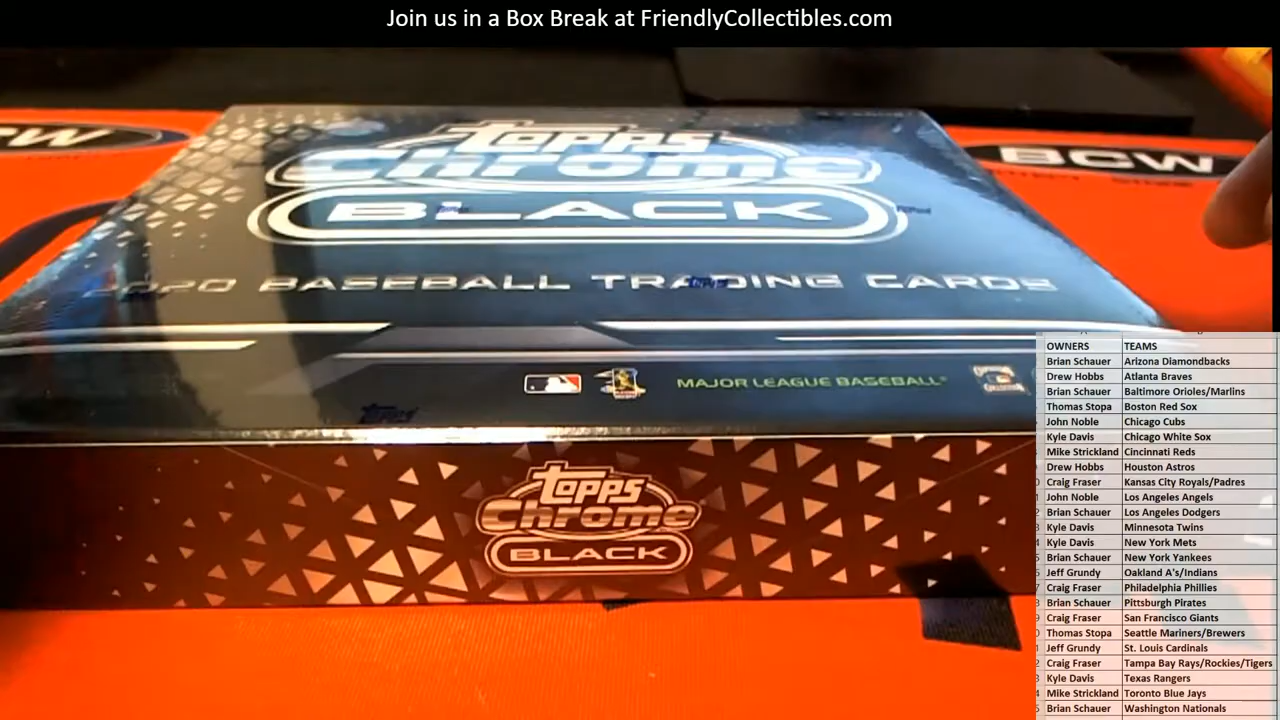 Join us in a Box Break at FriendlyCollectibles.com
CW
BCW
Topps
Chrome
BLACK
2020 BASEBALL TRADING CARDS
MAJOR LEAGUE BASEBALL
Topps
Chrome
BLACK
OWNERS TEAMS
Brian Schauer Arizona Diamondbacks
Drew Hobbs Atlanta Braves
Brian Schauer Baltimore Orioles/Marlins
Thomas Stopa Boston Red Sox
John Noble Chicago Cubs
Kyle Davis Chicago White Sox
Mike Strickland Cincinnati Reds
Drew Hobbs Houston Astros
Craig Fraser Kansas City Royals/Padres
John Noble Los Angeles Angels
Brian Schauer Los Angeles Dodgers
Kyle Davis Minnesota Twins
Kyle Davis New York Mets
Brian Schauer New York Yankees
Jeff Grundy Oakland A's/Indians
Craig Fraser Philadelphia Phillies
Brian Schauer Pittsburgh Pirates
Craig Fraser San Francisco Giants
Thomas Stopa Seattle Mariners/Brewers
Jeff Grundy St. Louis Cardinals
Craig Fraser Tampa Bay Rays/Rockies/Tigers
Kyle Davis Texas Rangers
Mike Strickland Toronto Blue Jays
Brian Schauer Washington Nationals